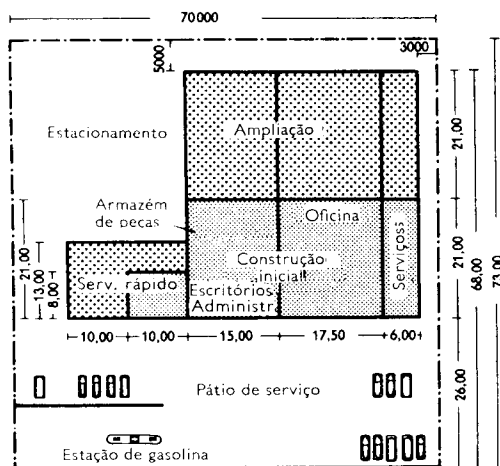 70000
5000
3000
Estacionamento
Ampliação
21,00
Armazém
de peças
Oficina
Construção
inicial!
Serviçoss
Serv. rápido
Escritórios
Administr.
21,00
13,00
8,00
21,00
68,00
73,00
10,00
10,00
15,00
17,50
6,00
26,00
Pátio de serviço
Estação de gasolina